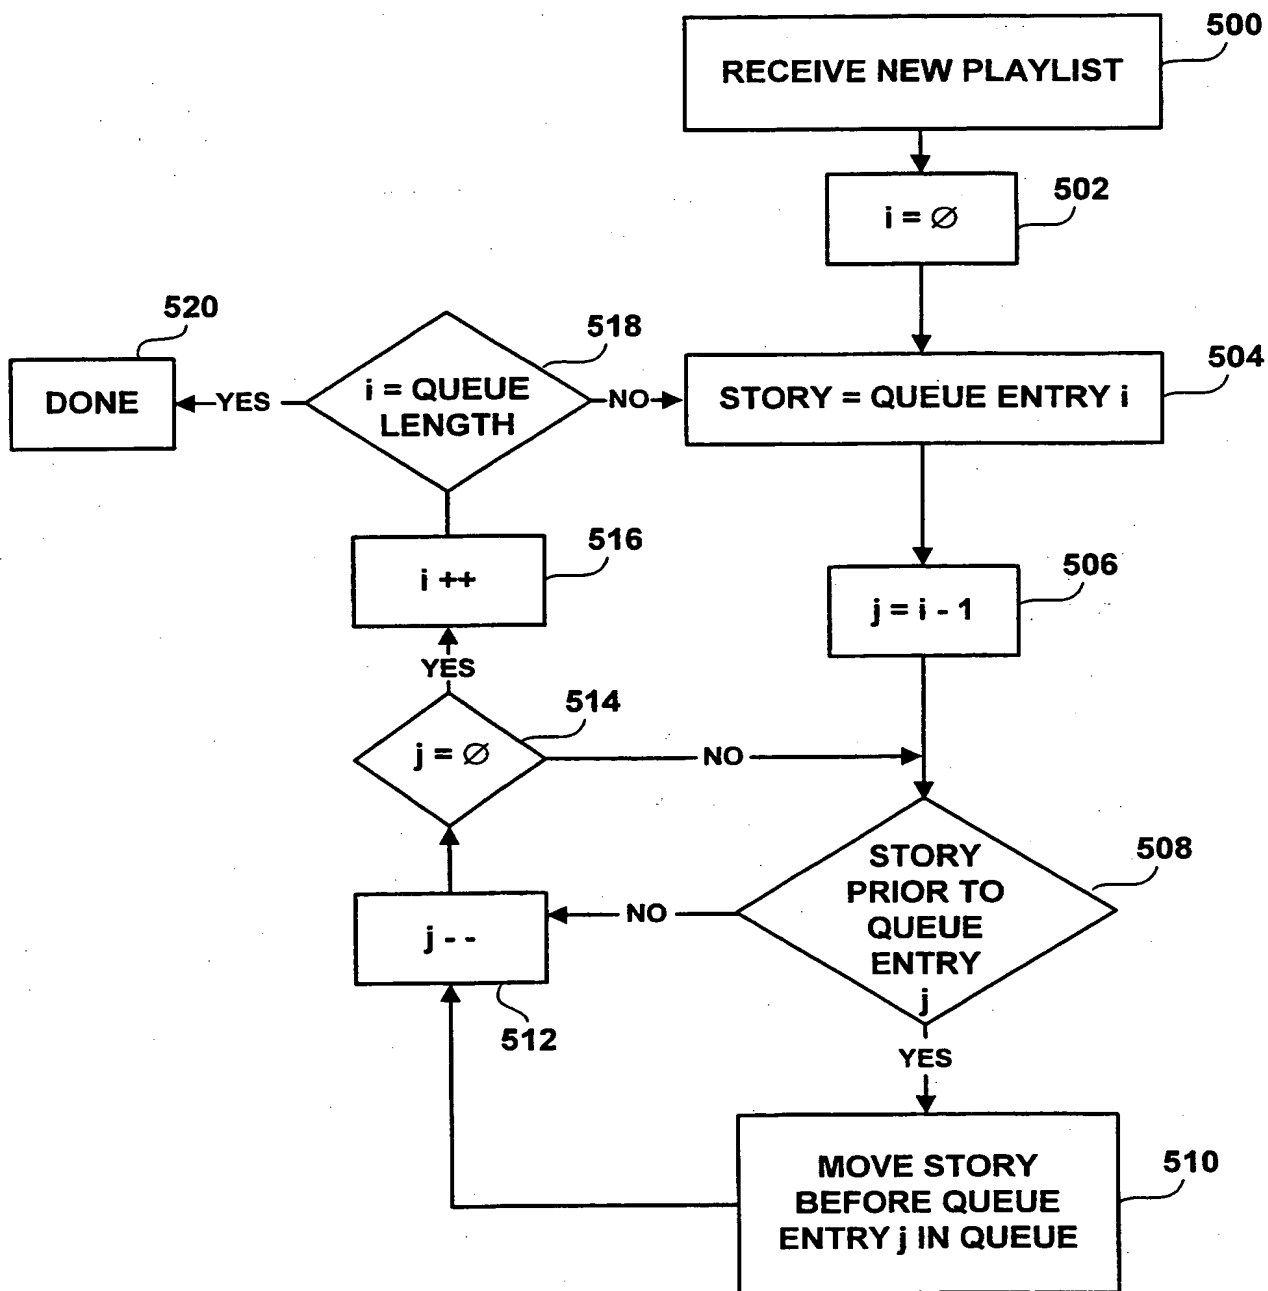 500
RECEIVE NEW PLAYLIST
502
i = ∅
520
518
504
DONE
YES
i = QUEUE
LENGTH
NO
STORY = QUEUE ENTRY i
516
i ++
506
j = i - 1
YES
514
j = ∅
NO
508
STORY
PRIOR TO
QUEUE
ENTRY
j
NO
j - -
512
YES
510
MOVE STORY
BEFORE QUEUE
ENTRY j IN QUEUE